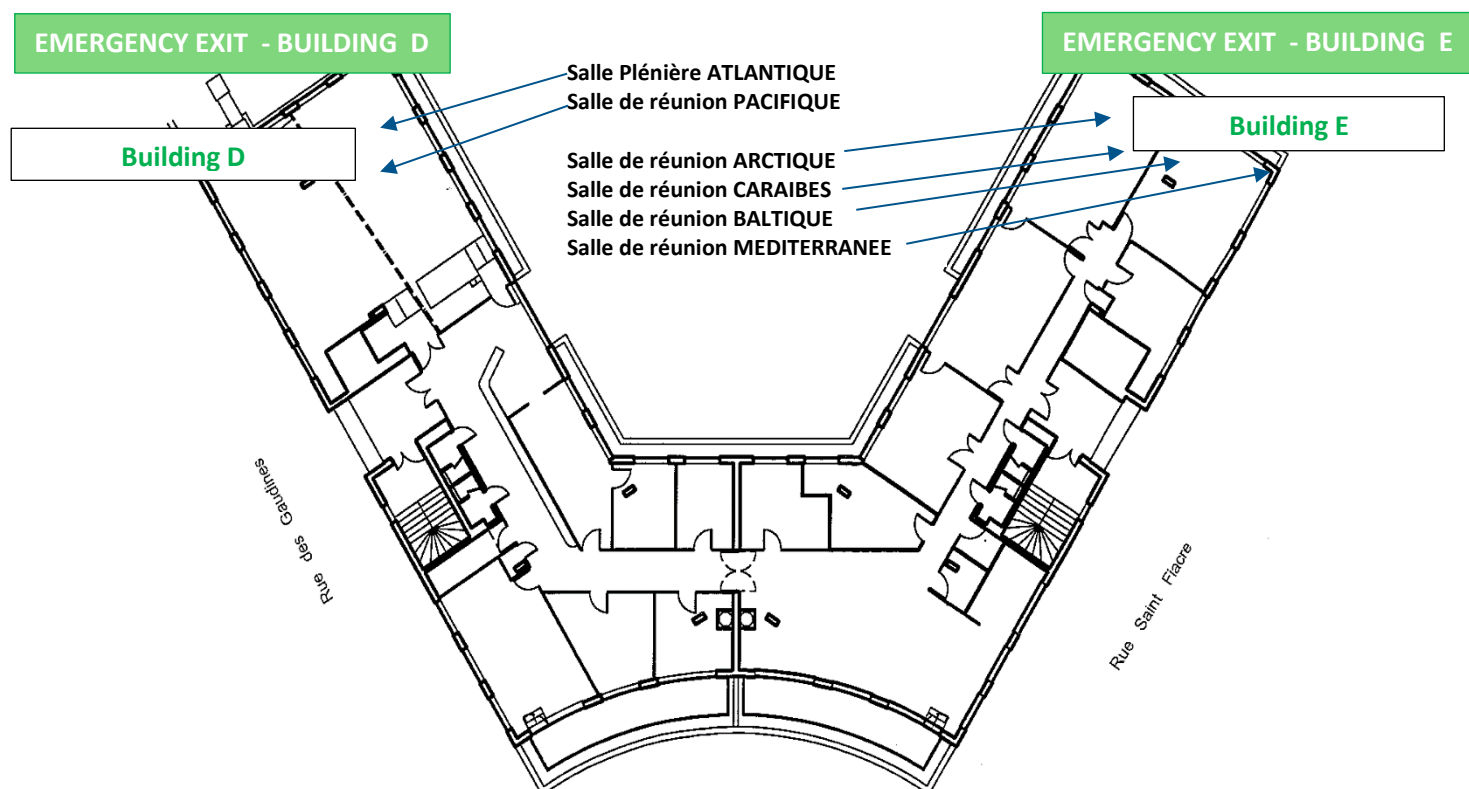 EMERGENCY EXIT - BUILDING D
EMERGENCY EXIT - BUILDING E
Salle Plénière ATLANTIQUE
Salle de réunion PACIFIQUE
Building D
Building E
Salle de réunion ARCTIQUE
Salle de réunion CARAIBES
Salle de réunion BALTIQUE
Salle de réunion MEDITERRANEE
Rue des Gaudines
Rue Saint Fiacre